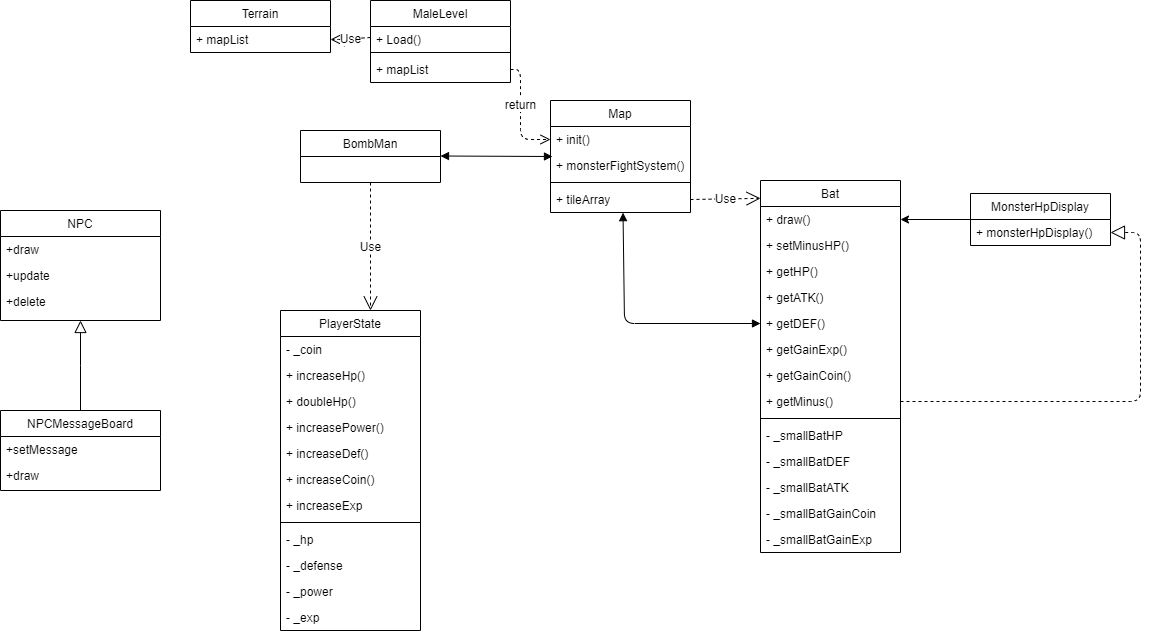 Terrain
+ mapList
Use
MaleLevel
+ Load()
+ mapList
return
Map
+ init()
+ monsterFightSystem()
+ tileArray
BombMan
Use
Use
Bat
+ draw()
+ setMinusHP()
+ getHP()
+ getATK()
+ getDEF()
+ getGainExp()
+ getGainCoin()
+ getMinus()
- _smallBatHP
- _smallBatDEF
- _smallBatATK
- _smallBatGainCoin
- _smallBatGainExp
MonsterHpDisplay
+ monsterHpDisplay()
NPC
+draw
+update
+delete
NPCMessageBoard
+setMessage
+draw
PlayerState
- _coin
+ increaseHp()
+ doubleHp()
+ increasePower()
+ increaseDef()
+ increaseCoin()
+ increaseExp
- _hp
- _defense
- _power
- _exp